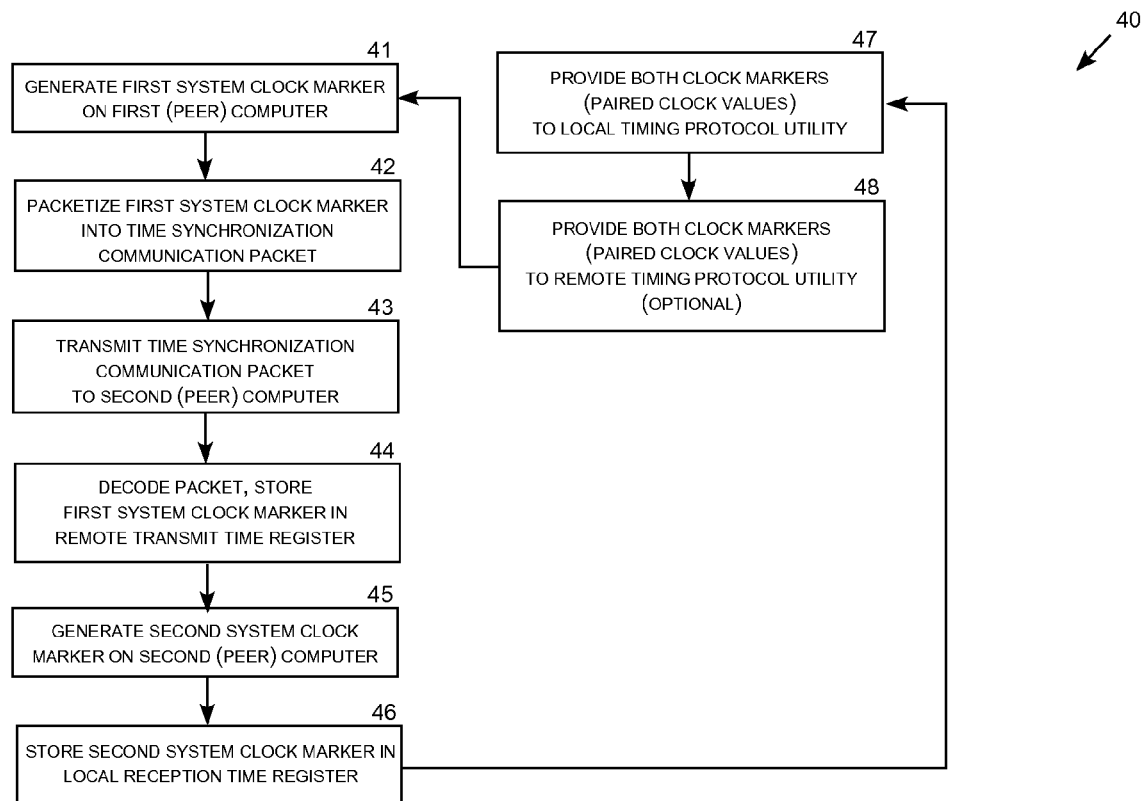 40
41
GENERATE FIRST SYSTEM CLOCK MARKER
ON FIRST (PEER) COMPUTER
42
PACKETIZE FIRST SYSTEM CLOCK MARKER
INTO TIME SYNCHRONIZATION
COMMUNICATION PACKET
43
TRANSMIT TIME SYNCHRONIZATION
COMMUNICATION PACKET
TO SECOND (PEER) COMPUTER
44
DECODE PACKET, STORE
FIRST SYSTEM CLOCK MARKER IN
REMOTE TRANSMIT TIME REGISTER
45
GENERATE SECOND SYSTEM CLOCK
MARKER ON SECOND (PEER) COMPUTER
46
STORE SECOND SYSTEM CLOCK MARKER IN
LOCAL RECEPTION TIME REGISTER
47
PROVIDE BOTH CLOCK MARKERS
(PAIRED CLOCK VALUES)
TO LOCAL TIMING PROTOCOL UTILITY
48
PROVIDE BOTH CLOCK MARKERS
(PAIRED CLOCK VALUES)
TO REMOTE TIMING PROTOCOL UTILITY
(OPTIONAL)